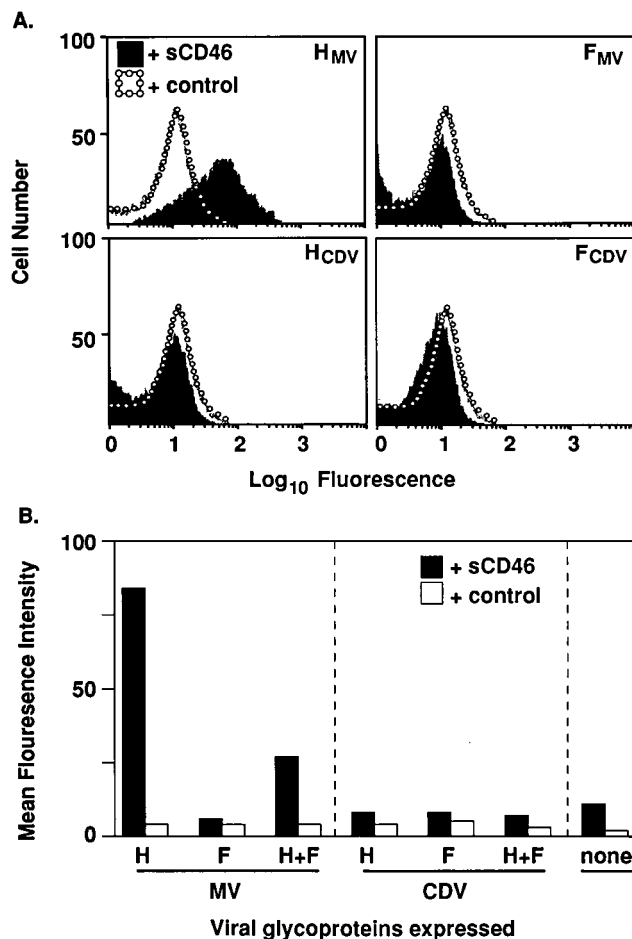 A.
100
50
Cell Number
+ sCD46
+ control
HMV
FMV
100
50
HCDV
FCDV
0 1 2 3
0 1 2 3
Log10 Fluorescence
B.
100
50
0
Mean Flouresence Intensity
+ sCD46
+ control
H F H+F H F H+F none
MV CDV
Viral glycoproteins expressed